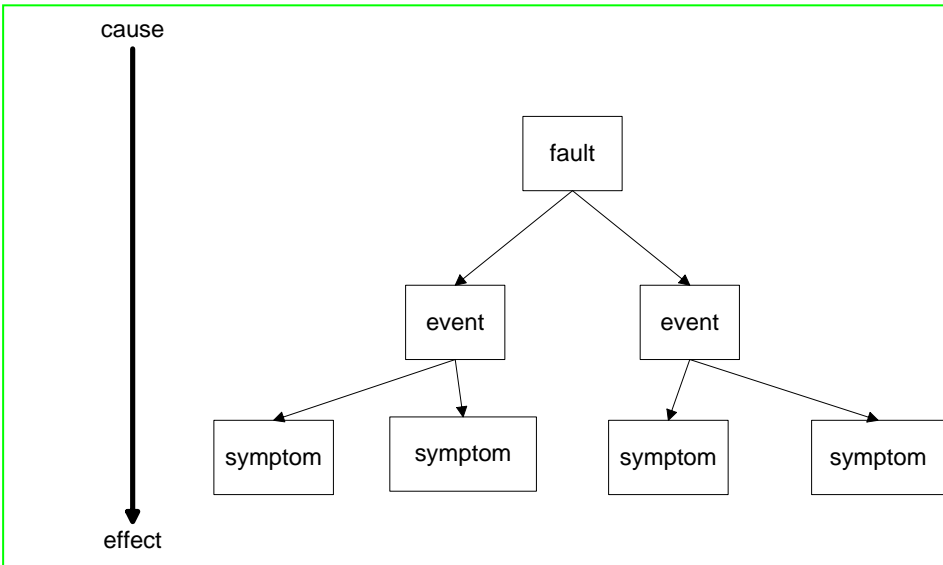 cause
fault
event
event
symptom
symptom
symptom
symptom
effect